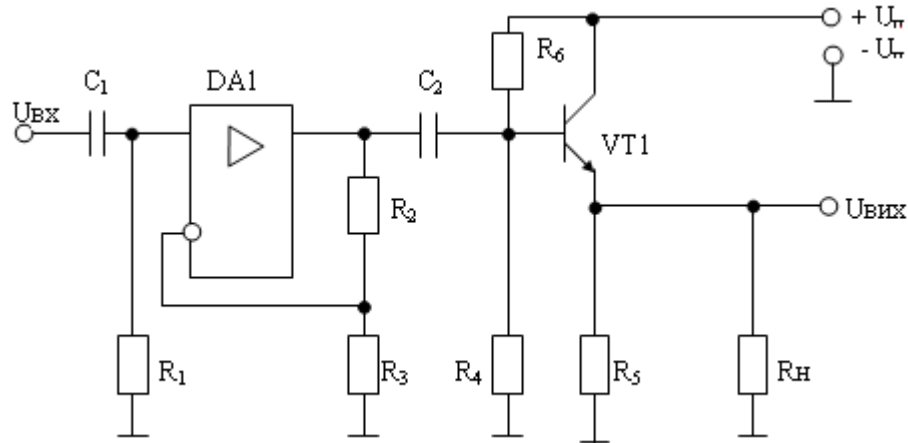 + Uп
R₆
- Uп
C₁
DA1
C₂
Uвх
VT1
R₂
Uвих
R₁
R₃
R₄
R₅
Rн